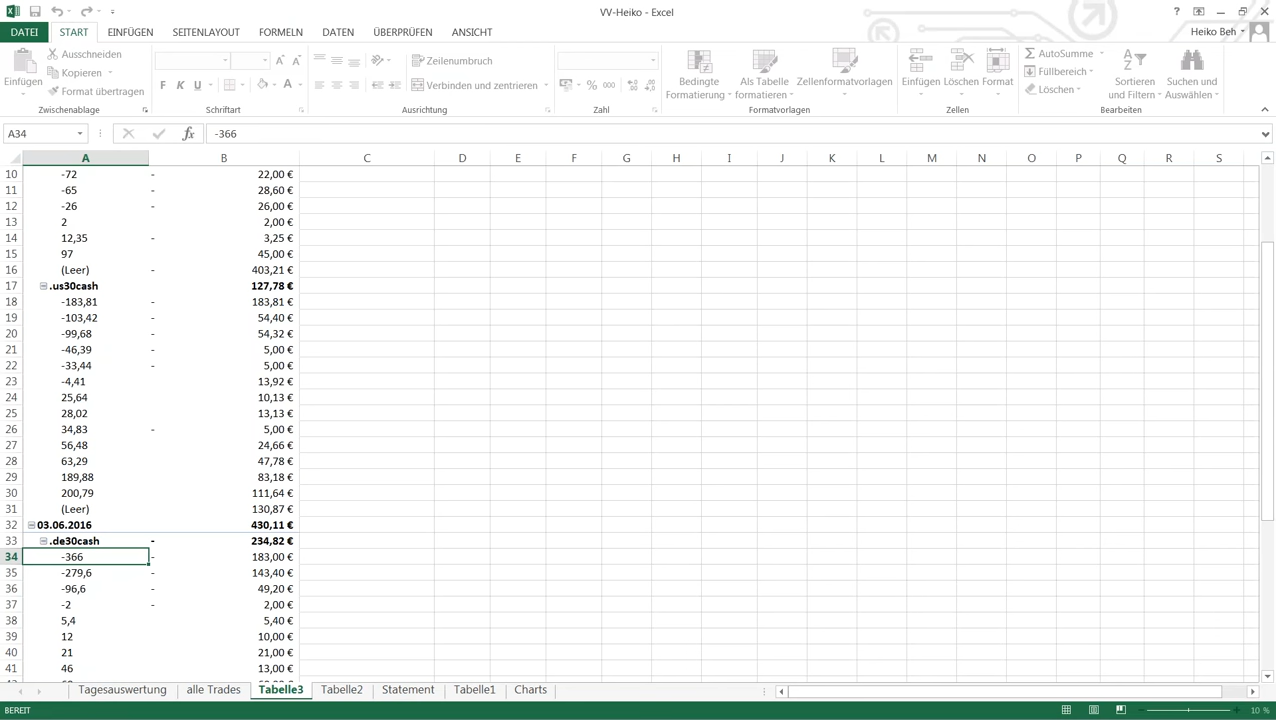 VV-Heiko - Excel
DATEI START EINFÜGEN SEITENLAYOUT FORMELN DATEN ÜBERPRÜFEN ANSICHT Heiko Beh
Einfügen
Ausschneiden
Kopieren
Format übertragen
Zwischenablage
F K U
Schriftart
Zeilenumbruch
Verbinden und zentrieren
Ausrichtung
% 000
Zahl
Bedingte Formatierung
Als Tabelle formatieren
Zellenformatvorlagen
Formatvorlagen
Einfügen Löschen Format
Zellen
AutoSumme
Füllbereich
Löschen
Sortieren und Filtern
Suchen und Auswählen
Bearbeiten
A34 fx -366
A B C D E F G H I J K L M N O P Q R S
10 -72 - 22,00 €
11 -65 - 28,60 €
12 -26 - 26,00 €
13 2 2,00 €
14 12,35 - 3,25 €
15 97 45,00 €
16 (Leer) - 403,21 €
17 .us30cash 127,78 €
18 -183,81 - 183,81 €
19 -103,42 - 54,40 €
20 -99,68 - 54,32 €
21 -46,39 - 5,00 €
22 -33,44 - 5,00 €
23 -4,41 13,92 €
24 25,64 10,13 €
25 28,02 13,13 €
26 34,83 - 5,00 €
27 56,48 24,66 €
28 63,29 47,78 €
29 189,88 83,18 €
30 200,79 111,64 €
31 (Leer) 130,87 €
32 03.06.2016 430,11 €
33 .de30cash - 234,82 €
34 -366 - 183,00 €
35 -279,6 - 143,40 €
36 -96,6 - 49,20 €
37 -2 - 2,00 €
38 5,4 5,40 €
39 12 10,00 €
40 21 21,00 €
41 46 13,00 €
Tagesauswertung alle Trades Tabelle3 Tabelle2 Statement Tabelle1 Charts
BEREIT 10 %